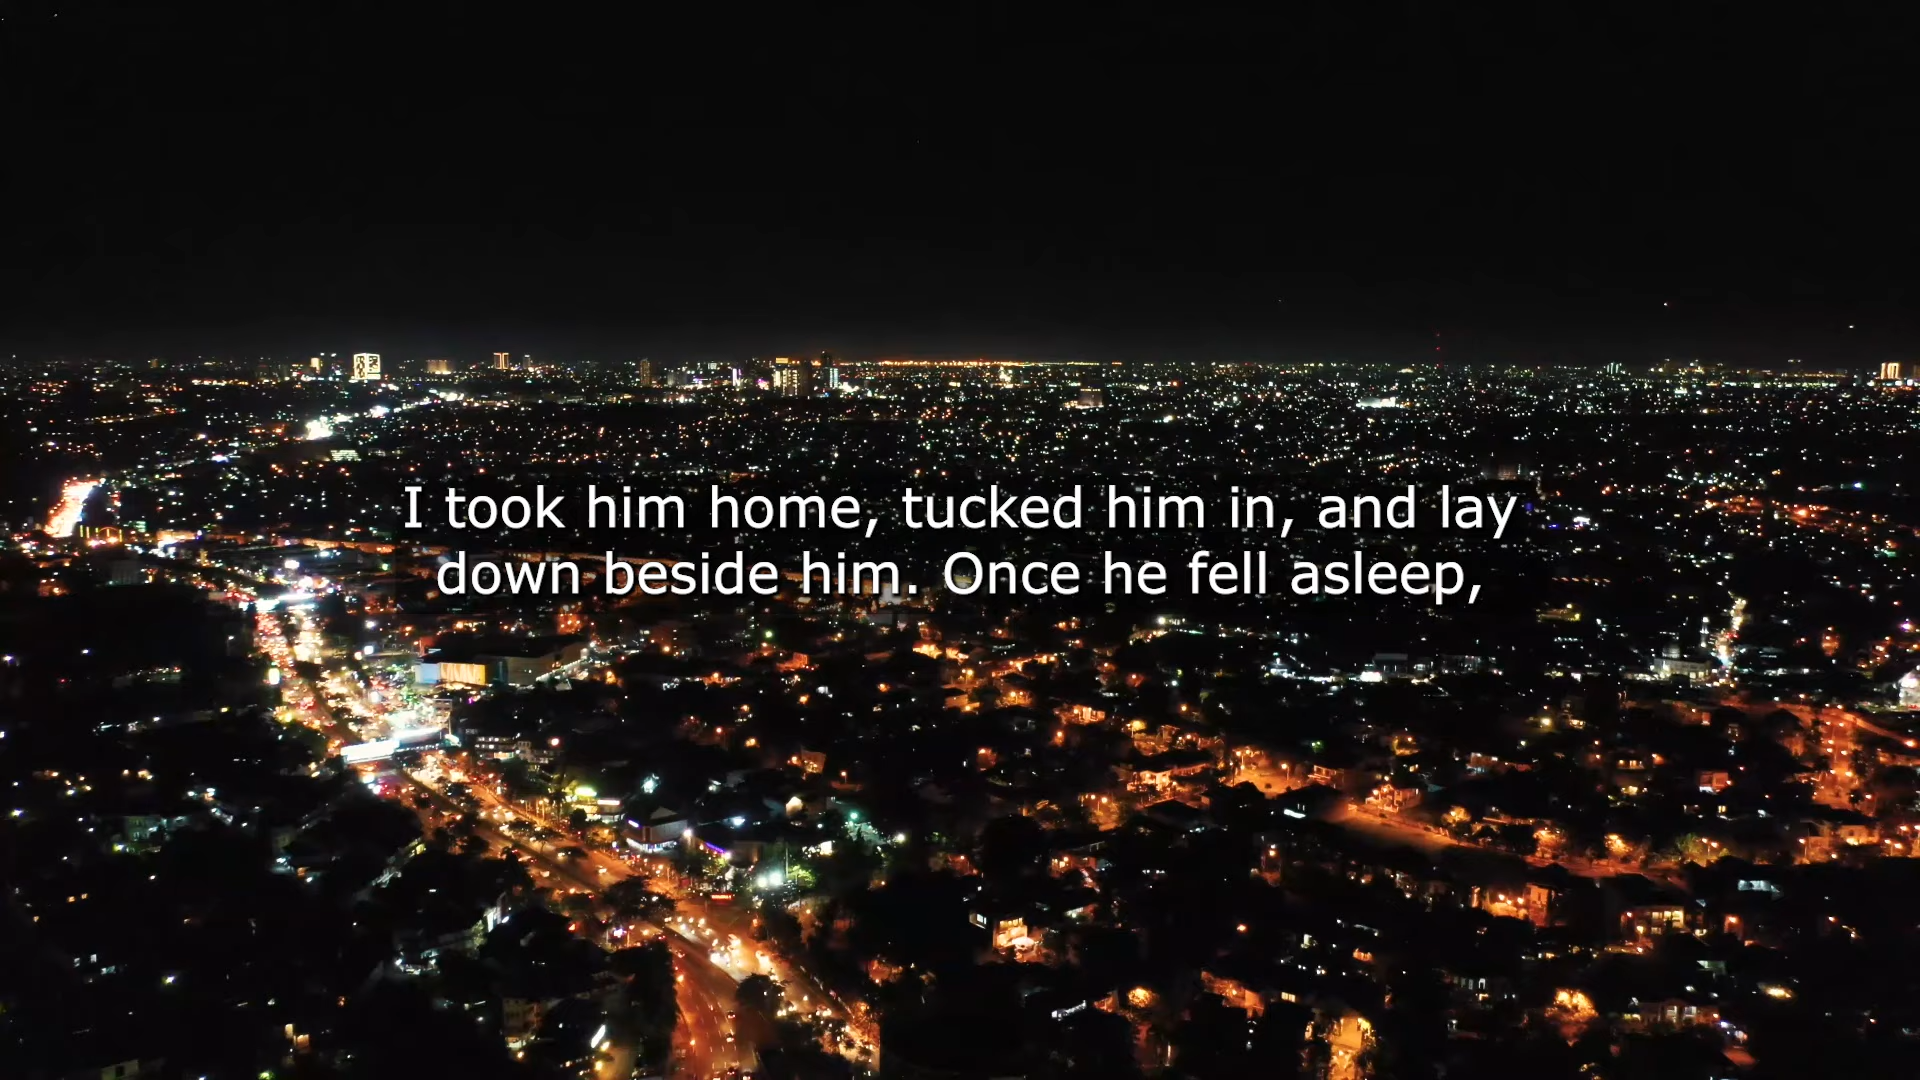 I took him home, tucked him in, and lay
down beside him. Once he fell asleep,